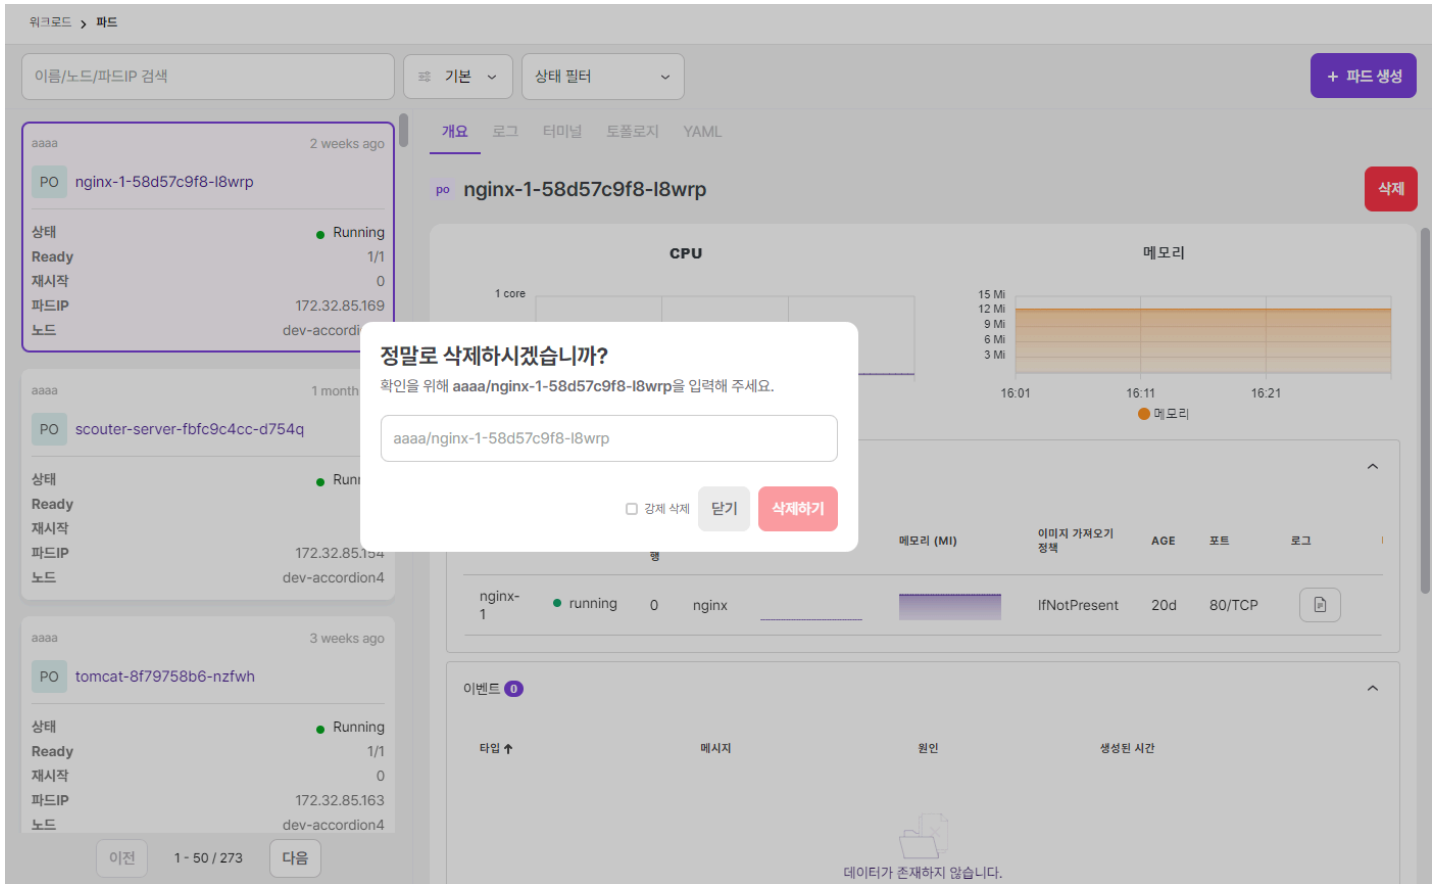 워크로드 > 파드
이름/노드/파드IP 검색
기본
상태 필터
+ 파드 생성
aaaa
2 weeks ago
PO nginx-1-58d57c9f8-l8wrp
상태 Running
Ready 1/1
재시작 0
파드IP 172.32.85.169
노드 dev-accordi
aaaa
1 month
PO scouter-server-fbfc9c4cc-d754q
상태 Runn
Ready
재시작
파드IP 172.32.85.154
노드 dev-accordion4
aaaa
3 weeks ago
PO tomcat-8f79758b6-nzfwh
상태 Running
Ready 1/1
재시작 0
파드IP 172.32.85.163
노드 dev-accordion4
이전 1 - 50 / 273 다음
개요 로그 터미널 토폴로지 YAML
po nginx-1-58d57c9f8-l8wrp
삭제
CPU
1 core
메모리
15 Mi
12 Mi
9 Mi
6 Mi
3 Mi
16:01 16:11 16:21
메모리
정말로 삭제하시겠습니까?
확인을 위해 aaaa/nginx-1-58d57c9f8-l8wrp을 입력해 주세요.
aaaa/nginx-1-58d57c9f8-l8wrp
강제 삭제 닫기 삭제하기
행 메모리 (MI) 이미지 가져오기 AGE 포트 로그
정책
nginx- running 0 nginx IfNotPresent 20d 80/TCP
1
이벤트 0
타입 ↑ 메시지 원인 생성된 시간
데이터가 존재하지 않습니다.